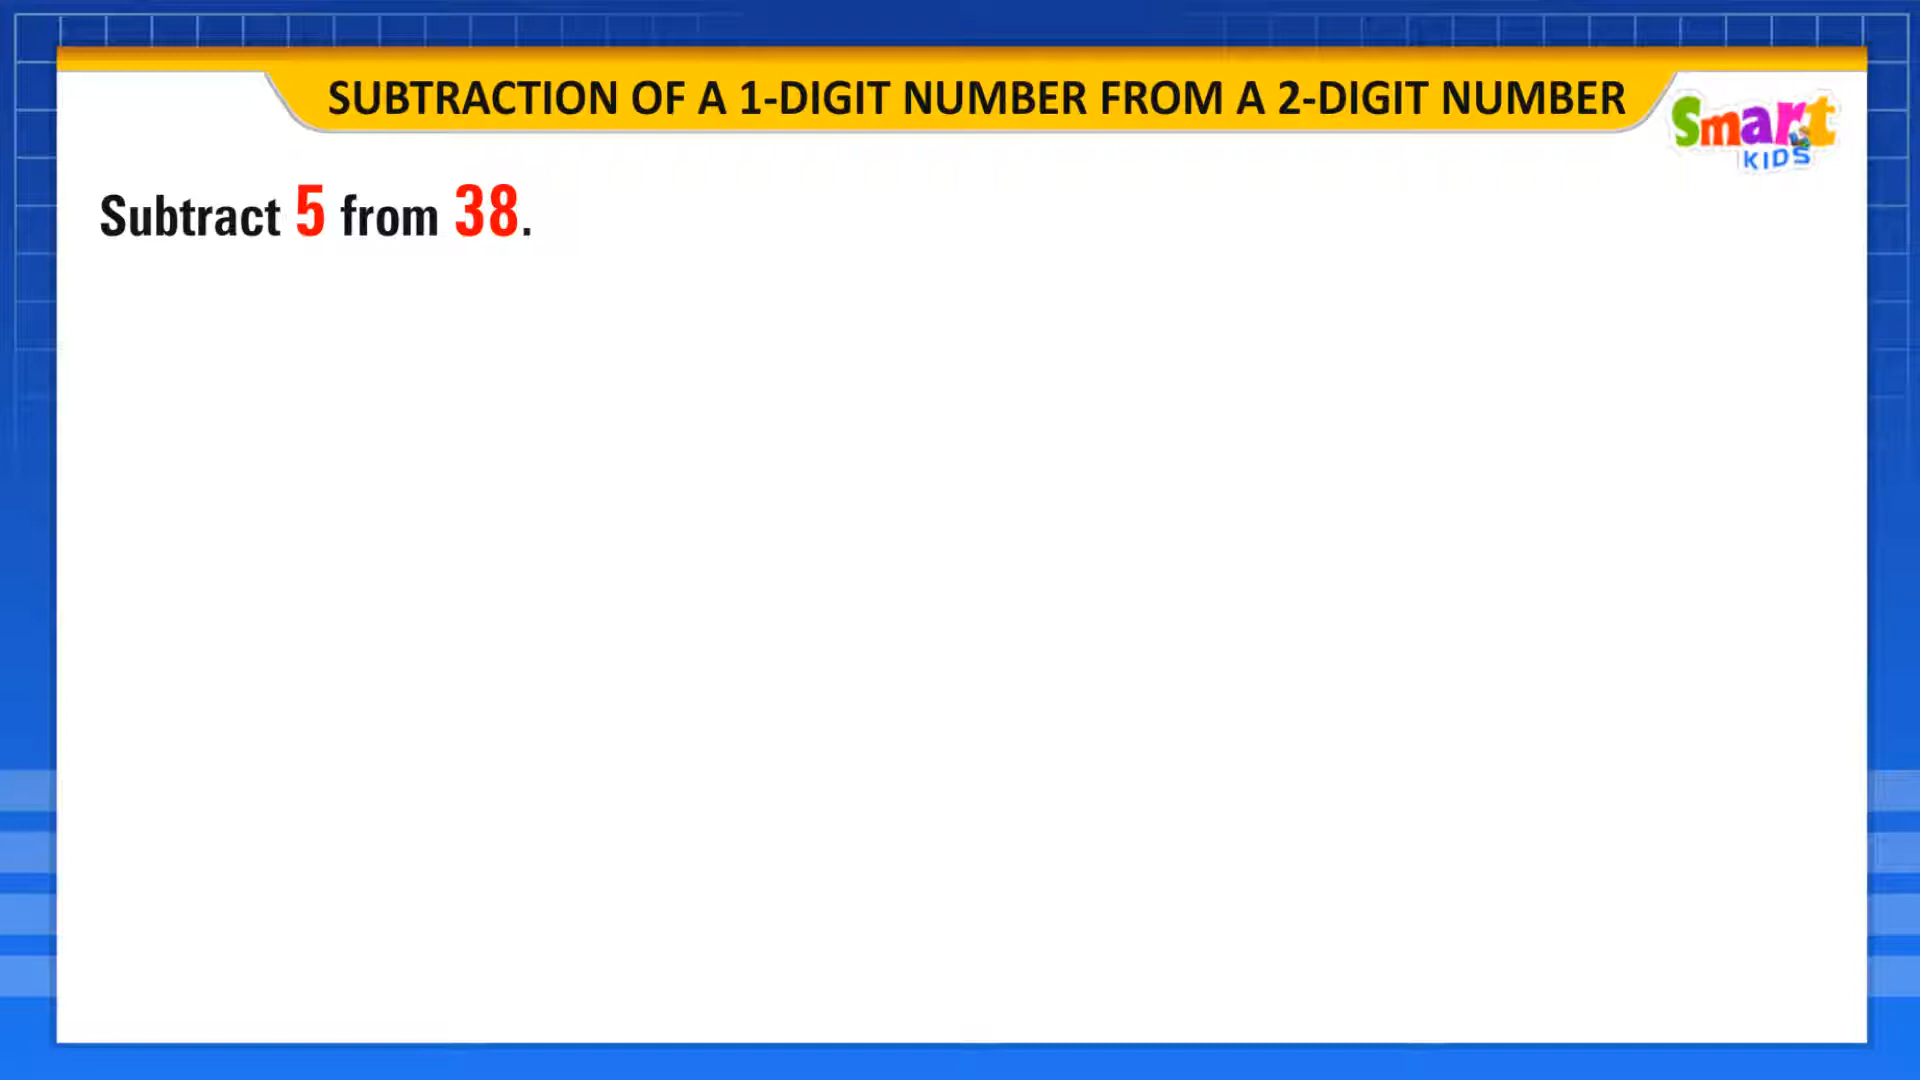 SUBTRACTION OF A 1-DIGIT NUMBER FROM A 2-DIGIT NUMBER
Smart
KIDS
Subtract 5 from 38.